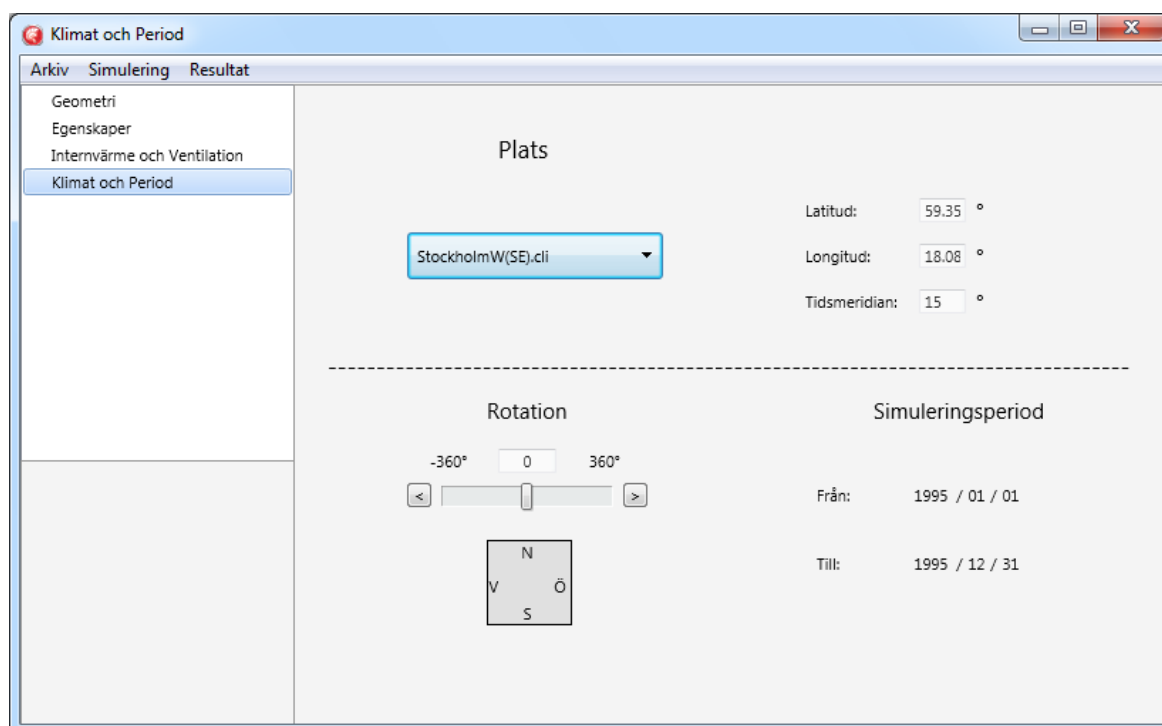 Klimat och Period
Arkiv Simulering Resultat
Geometri
Egenskaper
Internvärme och Ventilation
Klimat och Period
Plats
StockholmW(SE).cli
Latitud: 59.35 °
Longitud: 18.08 °
Tidsmeridian: 15 °
--------------------------------------------------------------------------------
Rotation
-360° 0 360°
< >
N
V Ö
S
Simuleringsperiod
Från: 1995 / 01 / 01
Till: 1995 / 12 / 31